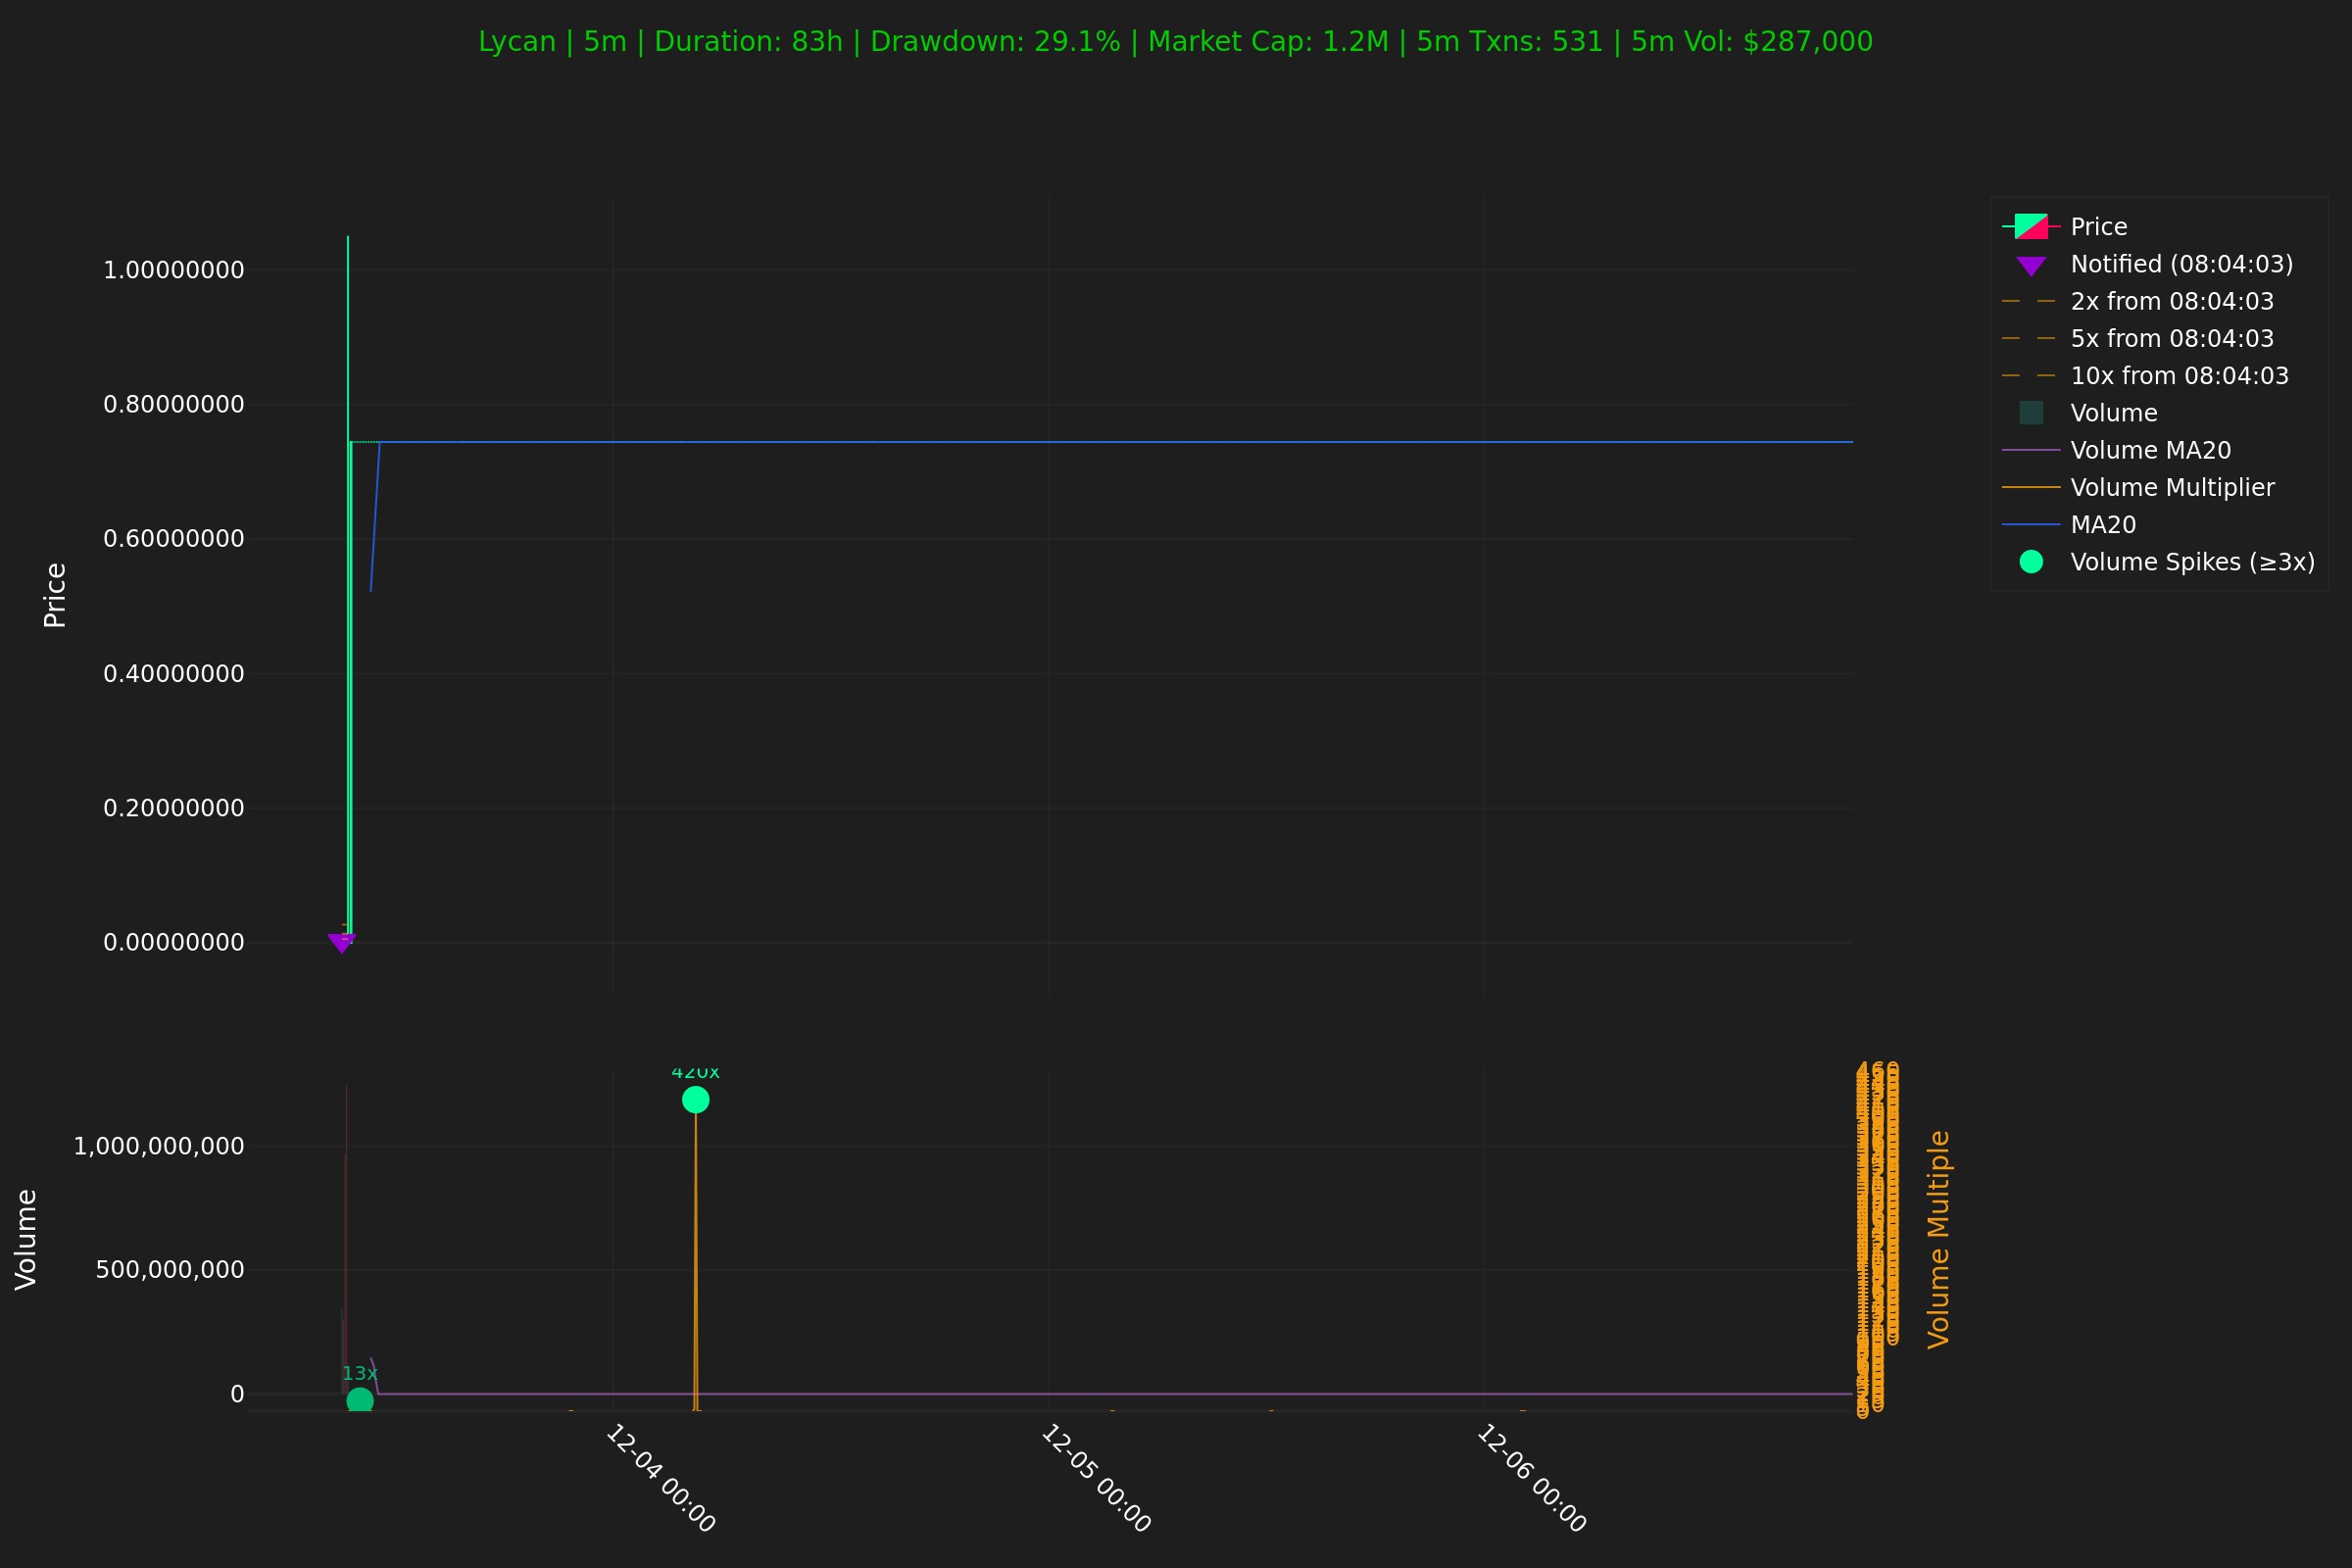 Lycan | 5m | Duration: 83h | Drawdown: 29.1% | Market Cap: 1.2M | 5m Txns: 531 | 5m Vol: $287,000
Price
1.00000000
0.80000000
0.60000000
0.40000000
0.20000000
0.00000000
Price
Notified (08:04:03)
2x from 08:04:03
5x from 08:04:03
10x from 08:04:03
Volume
Volume MA20
Volume Multiplier
MA20
Volume Spikes (≥3x)
Volume
1,000,000,000
500,000,000
0
420x
13x
Volume Multiple
12-04 00:00
12-05 00:00
12-06 00:00